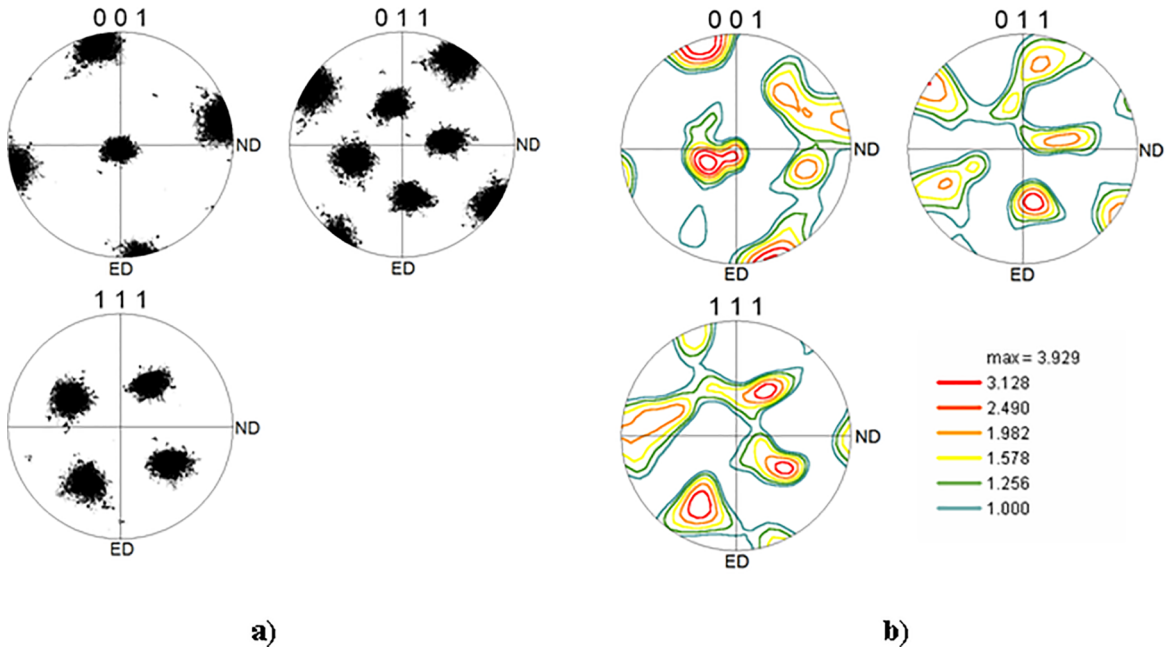 0 0 1
0 1 1
ND
ND
ED
ED
1 1 1
ND
ED
0 0 1
0 1 1
ND
ND
ED
ED
1 1 1
ND
ED
max = 3.929
3.128
2.490
1.982
1.578
1.256
1.000
a)
b)